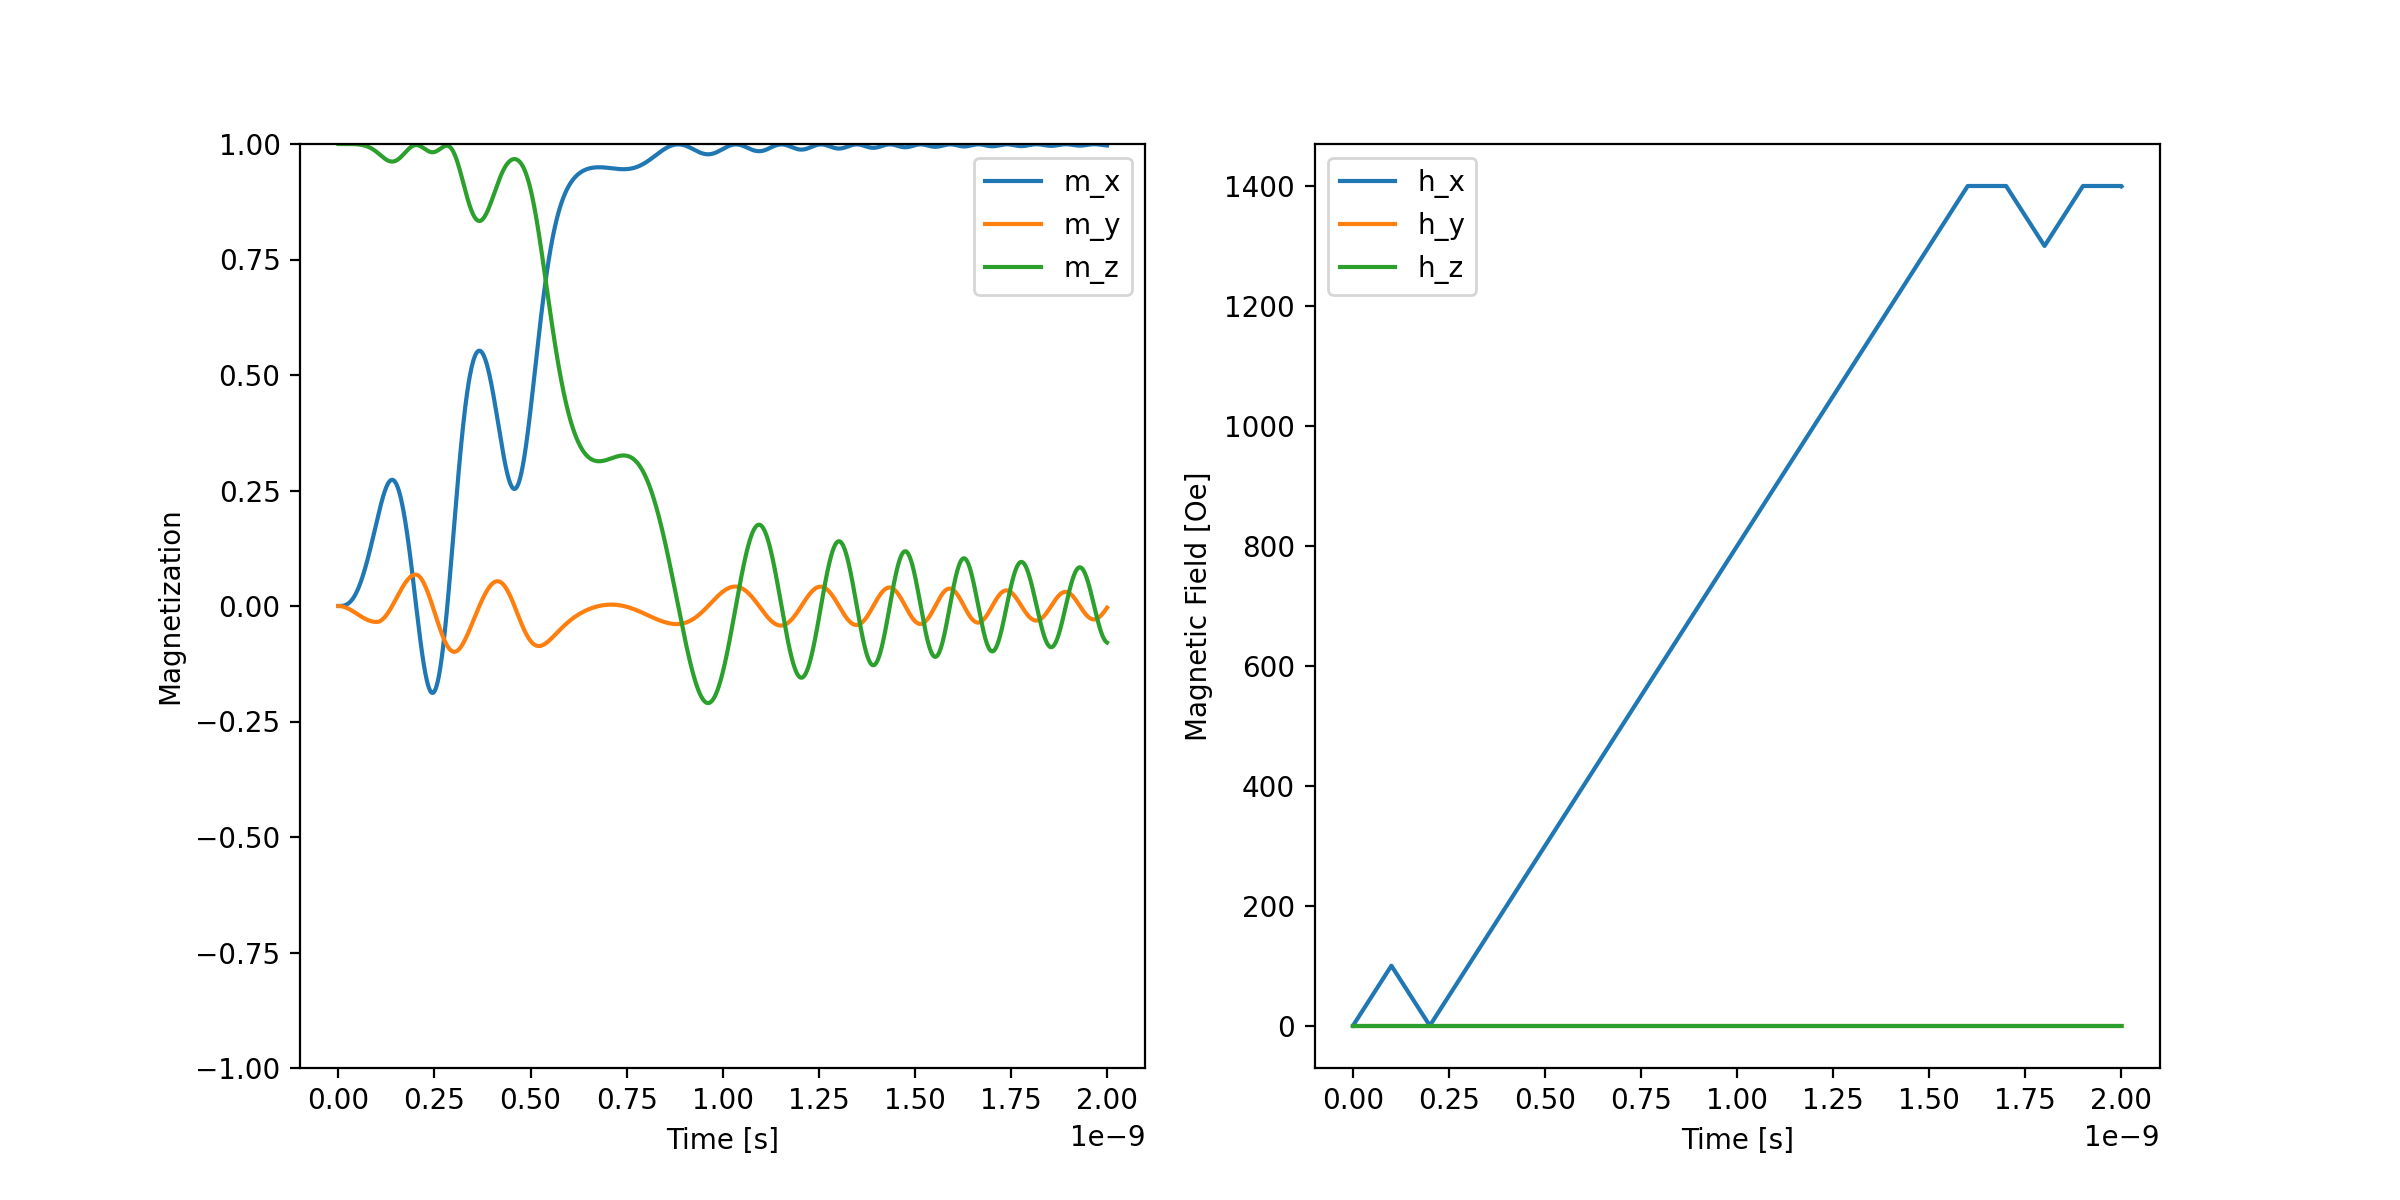 1.00
0.75
0.50
0.25
0.00
−0.25
−0.50
−0.75
−1.00
Magnetization
m_x
m_y
m_z
0.00 0.25 0.50 0.75 1.00 1.25 1.50 1.75 2.00
Time [s]
1e−9
1400
1200
1000
800
600
400
200
0
Magnetic Field [Oe]
h_x
h_y
h_z
0.00 0.25 0.50 0.75 1.00 1.25 1.50 1.75 2.00
Time [s]
1e−9